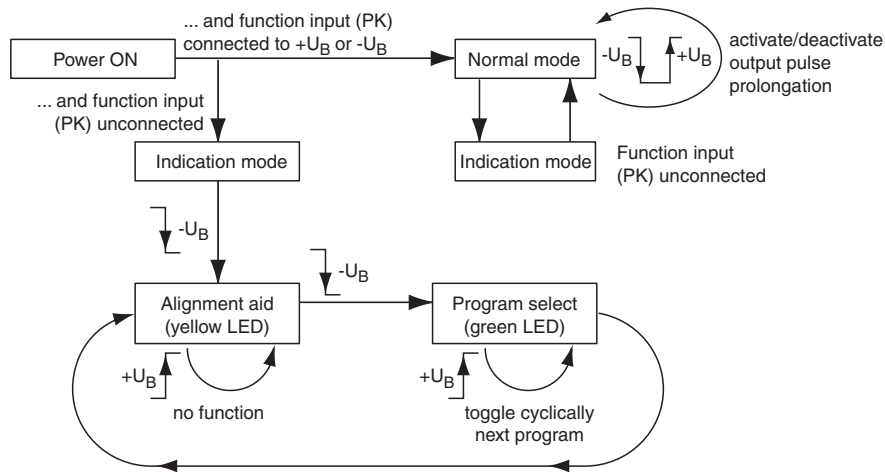 ... and function input (PK)
connected to +UB or -UB
Power ON
Normal mode
-UB
+UB
activate/deactivate
output pulse
prolongation
... and function input
(PK) unconnected
Indication mode
Indication mode
Function input
(PK) unconnected
-UB
-UB
Alignment aid
(yellow LED)
Program select
(green LED)
+UB
no function
+UB
toggle cyclically
next program